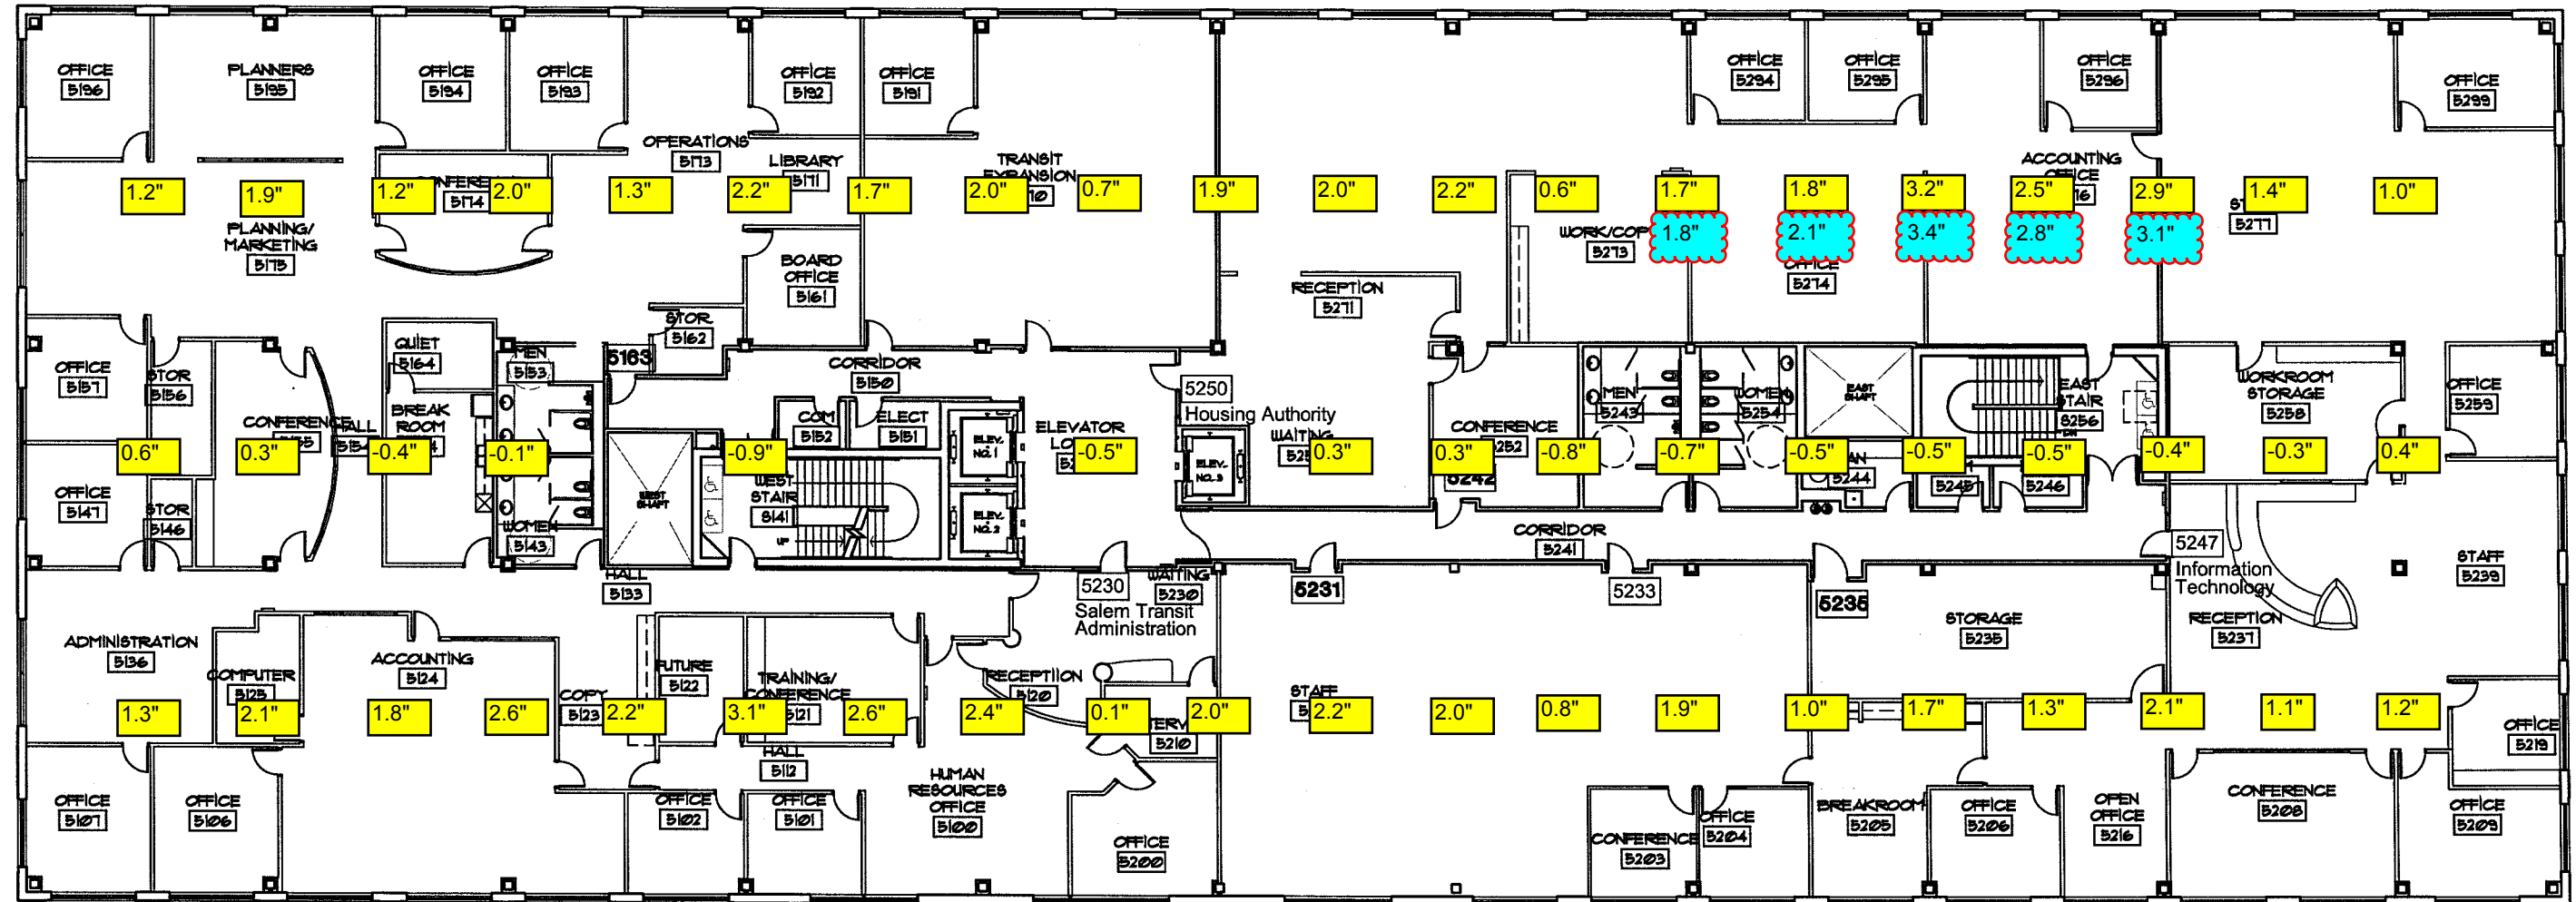 OFFICE
5196
PLANNERS
5195
OFFICE
5194
OFFICE
5193
OFFICE
5192
OFFICE
5191
OFFICE
5294
OFFICE
5295
OFFICE
5296
OFFICE
5299
OPERATIONS
5173
LIBRARY
5171
TRANSIT
EXPANSION
ACCOUNTING
OFFICE
1.2"
1.9"
1.2"
5174
2.0"
1.3"
2.2"
1.7"
2.0"
0.7"
1.9"
2.0"
2.2"
0.6"
1.7"
1.8"
3.2"
2.5"
2.9"
1.4"
1.0"
1.8"
2.1"
3.4"
2.8"
3.1"
PLANNING/
MARKETING
5175
BOARD
OFFICE
5161
WORK/COP
5273
OFFICE
5274
5277
RECEPTION
5271
STOR
5162
QUIET
5164
MEN
5153
5163
CORRIDOR
5150
OFFICE
5157
STOR
5156
5250
Housing Authority
WAITING
MEN
5243
WOMEN
5254
EAST
SHAFT
EAST
STAIR
S256
WORKROOM
STORAGE
5258
OFFICE
5259
CONFERENCE
HALL
BREAK
ROOM
COM
5152
ELECT
5151
ELEV.
NO. 1
ELEVATOR
CONFERENCE
5252
0.6"
0.3"
-0.4"
-0.1"
-0.9"
-0.5"
0.3"
0.3"
-0.8"
-0.7"
-0.5"
-0.5"
-0.5"
-0.4"
-0.3"
0.4"
ELEV.
NO. 3
5242
5244
5245
5246
OFFICE
5147
STOR
5146
WOMEN
5143
WEST
SHAFT
WEST
STAIR
S141
UP
ELEV.
NO. 2
CORRIDOR
5241
5247
Information
Technology
STAFF
5239
HALL
5133
5230
Salem Transit
Administration
WAITING
5230
5231
5233
5235
STORAGE
5235
RECEPTION
5237
ADMINISTRATION
5136
COMPUTER
5125
ACCOUNTING
5124
COPY
5123
FUTURE
5122
TRAINING/
CONFERENCE
5121
RECEPTION
5120
STAFF
1.3"
2.1"
1.8"
2.6"
2.2"
3.1"
2.6"
2.4"
0.1"
2.0"
2.2"
2.0"
0.8"
1.9"
1.0"
1.7"
1.3"
2.1"
1.1"
1.2"
5210
OFFICE
5219
HALL
5112
OFFICE
5107
OFFICE
5106
OFFICE
5102
OFFICE
5101
HUMAN
RESOURCES
OFFICE
5100
OFFICE
5200
CONFERENCE
5203
OFFICE
5204
BREAKROOM
5205
OFFICE
5206
OPEN
OFFICE
5216
CONFERENCE
5208
OFFICE
5209